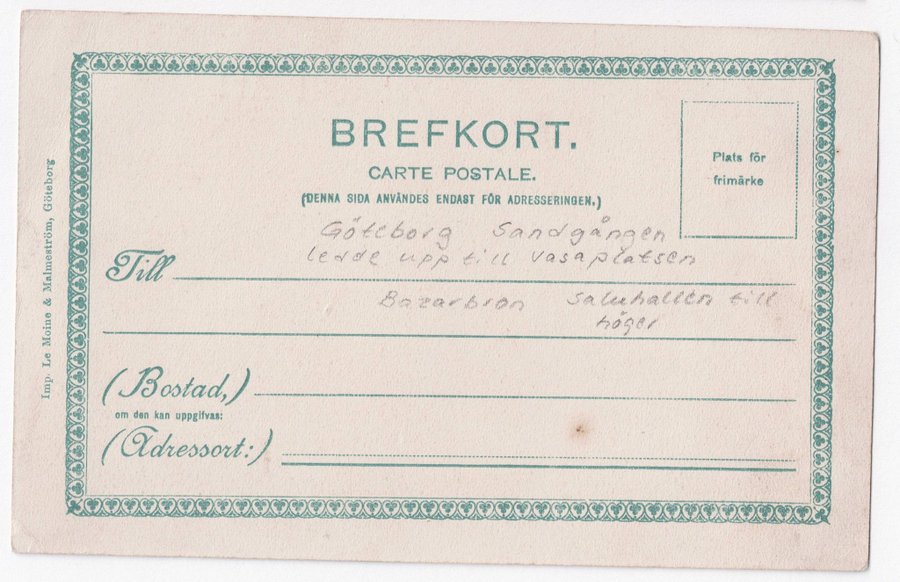 BREFKORT.
CARTE POSTALE.
(DENNA SIDA ANVÄNDES ENDAST FÖR ADRESSERINGEN.)
Plats för
frimärke
Göteborg Sandgången
ledde upp till Vasaplatsen
Till
Bazarbron Saluhallen till
höger
(Bostad,)
om den kan uppgifvas:
(Adressort:)
Imp. Le Moine & Malmeström, Göteborg